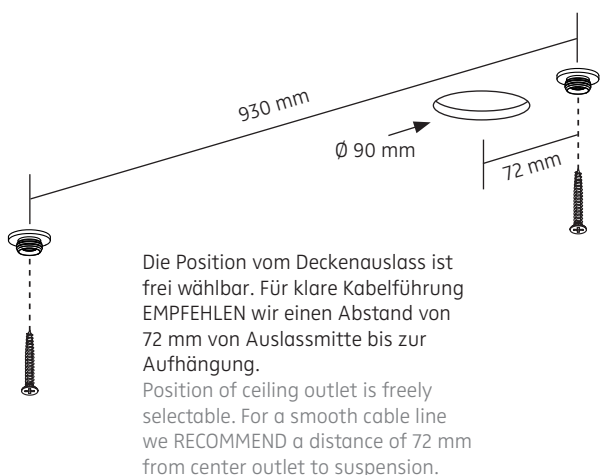 930 mm
Ø 90 mm
72 mm
Die Position vom Deckenauslass ist
frei wählbar. Für klare Kabelführung
EMPFEHLEN wir einen Abstand von
72 mm von Auslassmitte bis zur
Aufhängung.
Position of ceiling outlet is freely
selectable. For a smooth cable line
we RECOMMEND a distance of 72 mm
from center outlet to suspension.